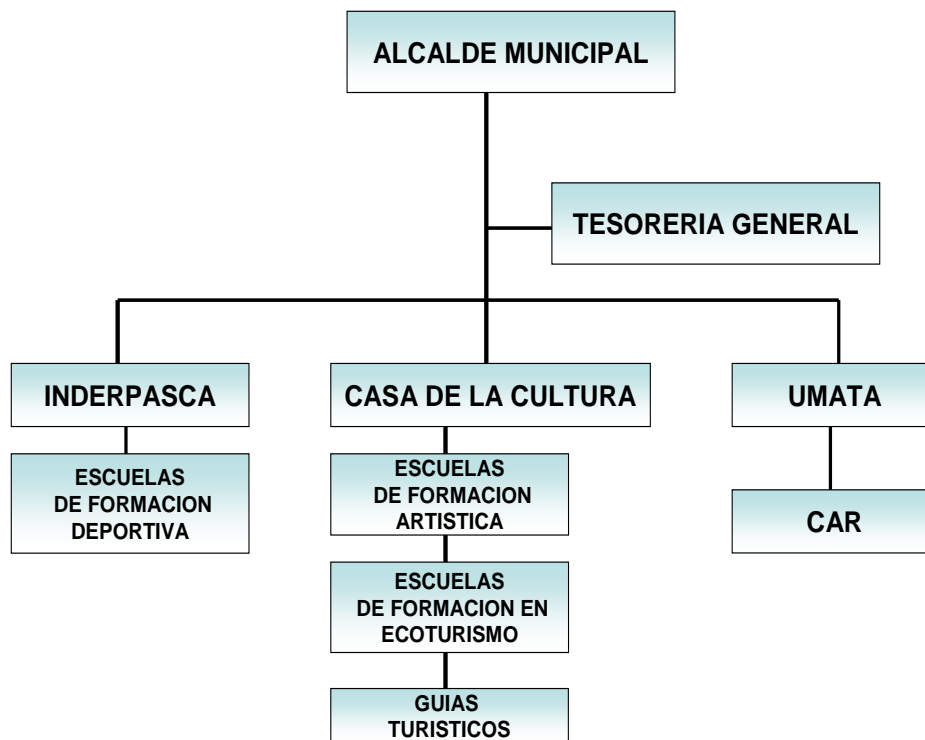 ALCALDE MUNICIPAL
TESORERIA GENERAL
INDERPASCA
CASA DE LA CULTURA
UMATA
ESCUELAS
DE FORMACION
DEPORTIVA
ESCUELAS
DE FORMACION
ARTISTICA
CAR
ESCUELAS
DE FORMACION EN
ECOTURISMO
GUIAS
TURISTICOS